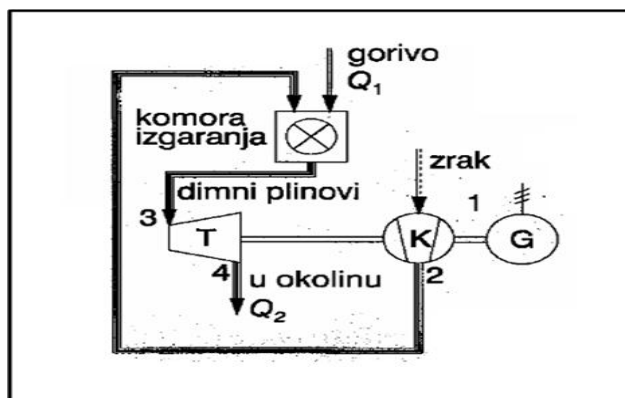 gorivo
Q₁
komora
izgaranja
zrak
dimni plinovi
3
1
T
K
G
4
u okolinu
2
Q₂